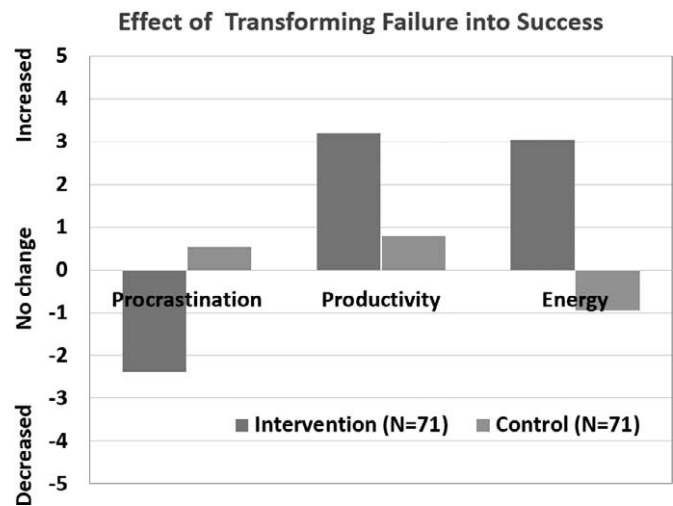 Effect of Transforming Failure into Success
Increased
No change
Decreased
5
4
3
2
1
0
-1
-2
-3
-4
-5
Procrastination Productivity Energy
Intervention (N=71) Control (N=71)